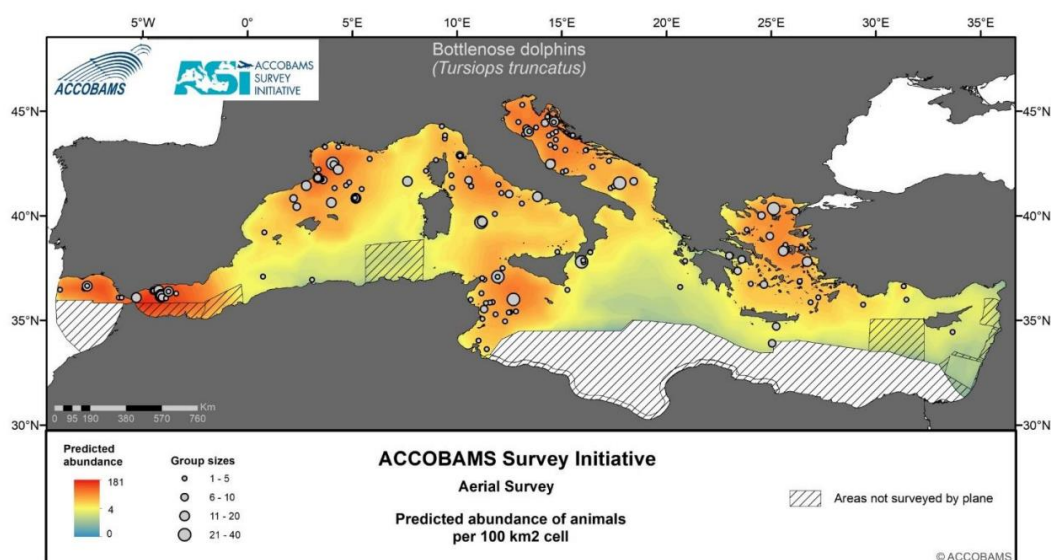 5°W 0° 5°E 10°E 15°E 20°E 25°E 30°E 35°E
ACCOBAMS
ASI ACCOBAMS
SURVEY
INITIATIVE
Bottlenose dolphins
(Tursiops truncatus)
45°N 45°N
40°N 40°N
35°N 35°N
30°N 30°N
Km
0 95 190 380 570 760
Predicted
abundance
181
4
0
Group sizes
1 - 5
6 - 10
11 - 20
21 - 40
ACCOBAMS Survey Initiative
Aerial Survey
Predicted abundance of animals
per 100 km2 cell
Areas not surveyed by plane
© ACCOBAMS